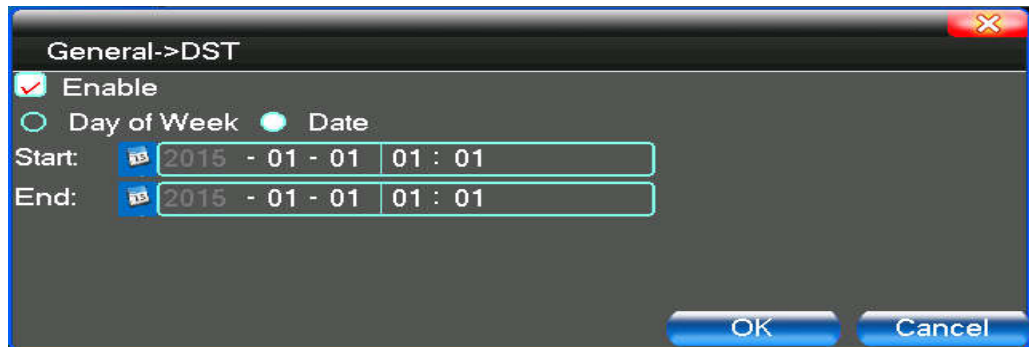 General->DST
Enable
Day of Week Date
Start: 2015 - 01 - 01 01 : 01
End: 2015 - 01 - 01 01 : 01
OK Cancel